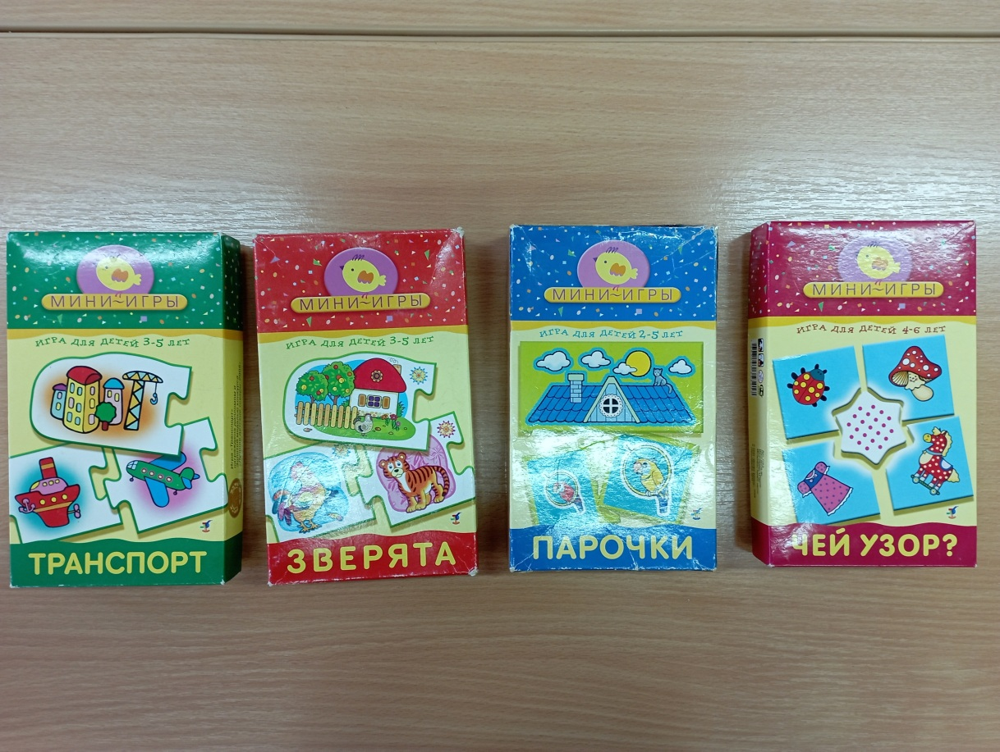 МИНИ-ИГРЫ
ИГРА ДЛЯ ДЕТЕЙ 3-5 ЛЕТ
ТРАНСПОРТ
МИНИ-ИГРЫ
ИГРА ДЛЯ ДЕТЕЙ 3-5 ЛЕТ
ЗВЕРЯТА
МИНИ-ИГРЫ
ИГРА ДЛЯ ДЕТЕЙ 2-5 ЛЕТ
ПАРОЧКИ
МИНИ-ИГРЫ
ИГРА ДЛЯ ДЕТЕЙ 4-6 ЛЕТ
ЧЕЙ УЗОР?